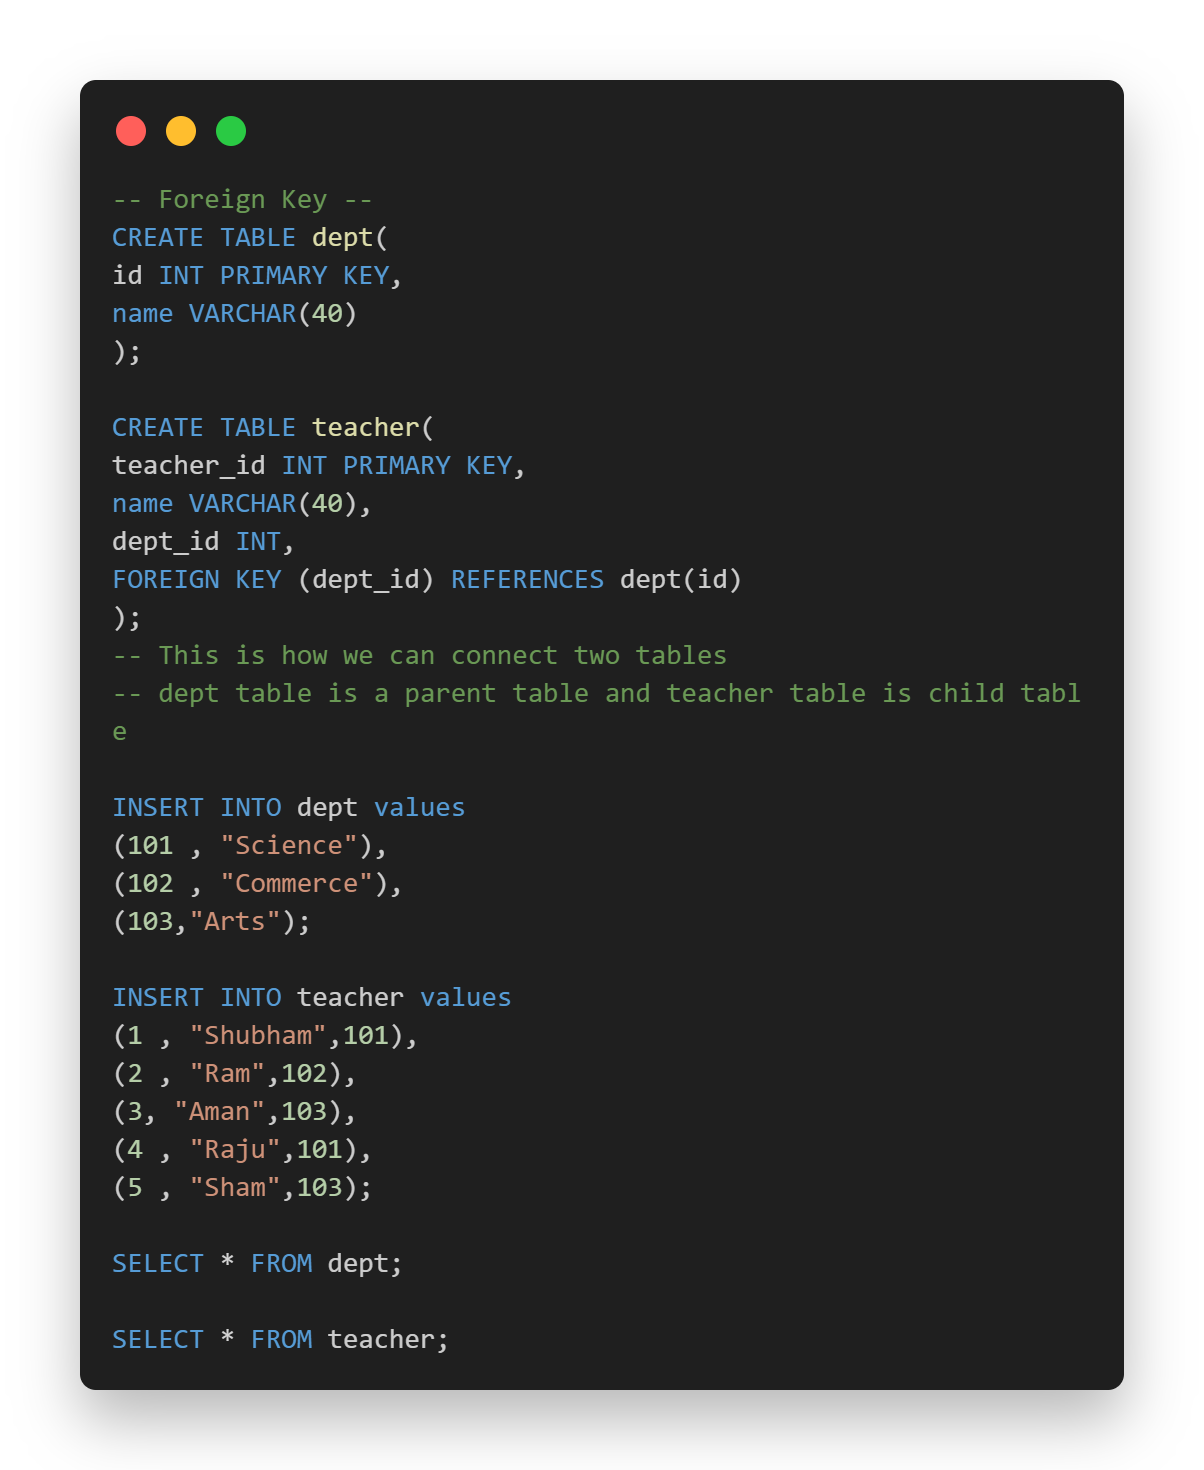 -- Foreign Key --
CREATE TABLE dept(
id INT PRIMARY KEY,
name VARCHAR(40)
);
CREATE TABLE teacher(
teacher_id INT PRIMARY KEY,
name VARCHAR(40),
dept_id INT,
FOREIGN KEY (dept_id) REFERENCES dept(id)
);
-- This is how we can connect two tables
-- dept table is a parent table and teacher table is child tabl
e
INSERT INTO dept values
(101 , "Science"),
(102 , "Commerce"),
(103,"Arts");
INSERT INTO teacher values
(1 , "Shubham",101),
(2 , "Ram",102),
(3, "Aman",103),
(4 , "Raju",101),
(5 , "Sham",103);
SELECT * FROM dept;
SELECT * FROM teacher;